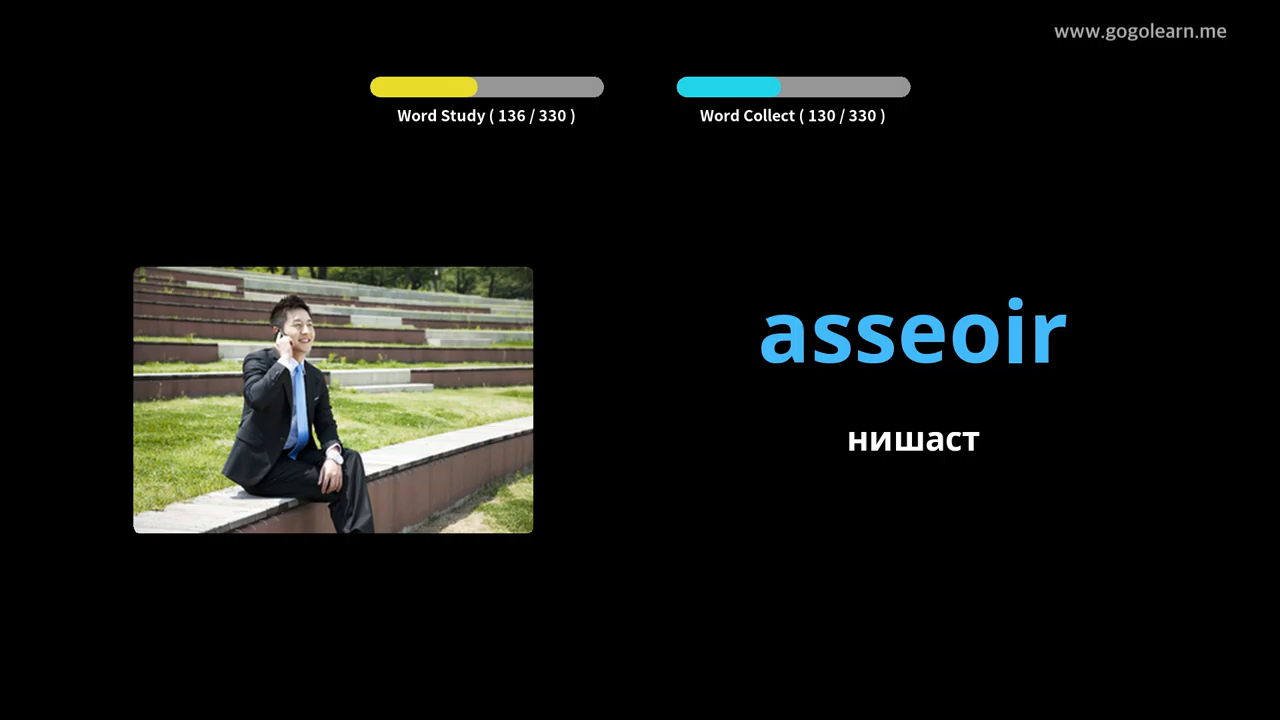 www.gogolearn.me
Word Study ( 136 / 330 )
Word Collect ( 130 / 330 )
asseoir
нишаст